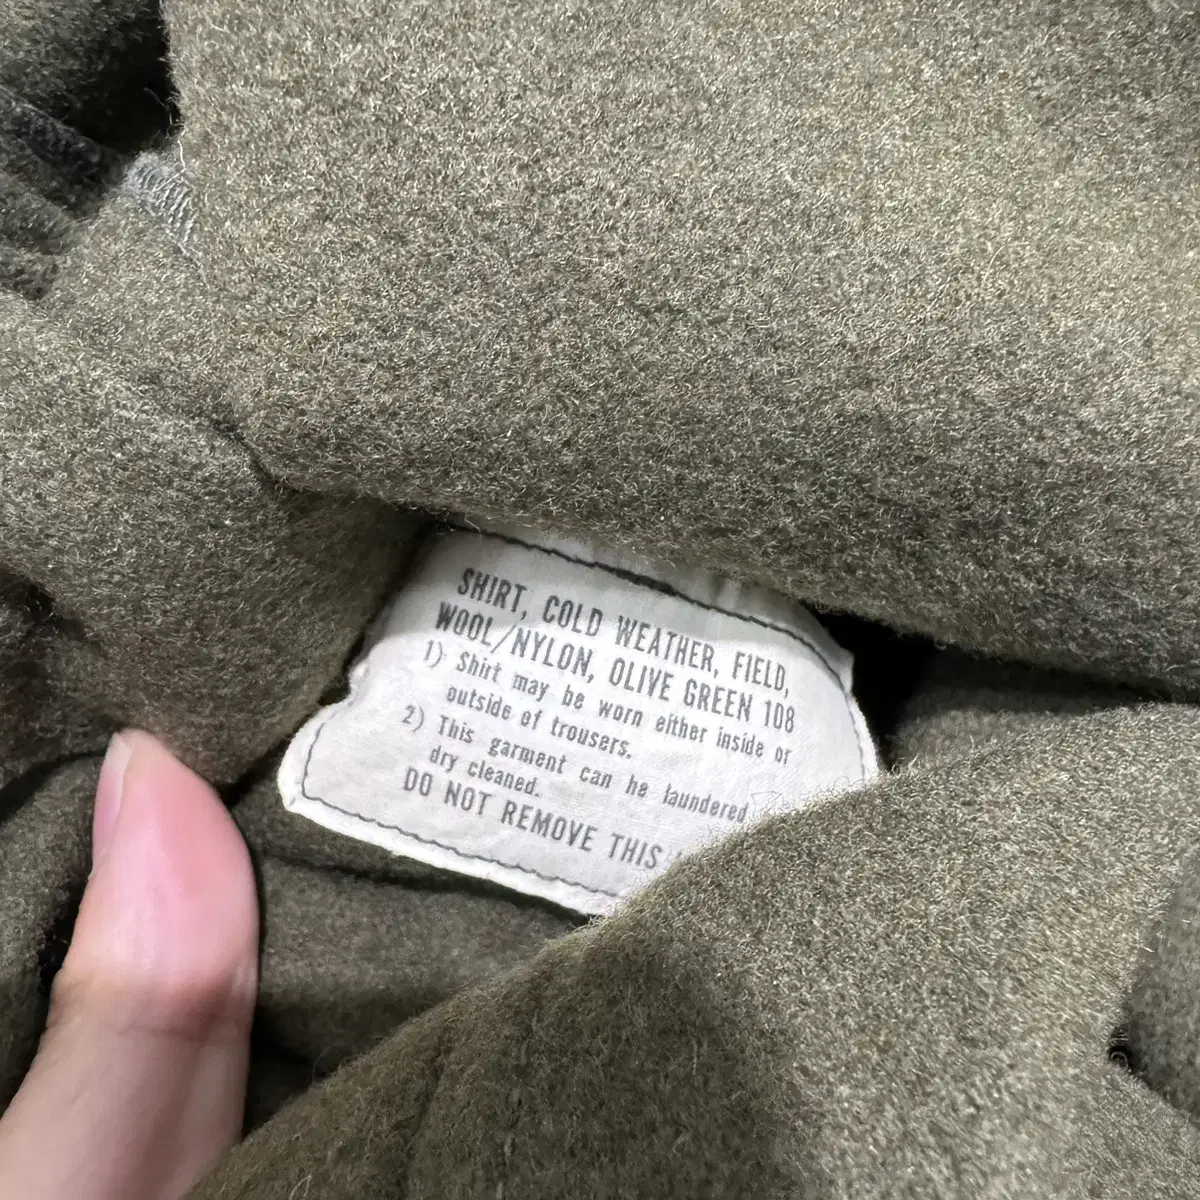 SHIRT, COLD WEATHER, FIELD,
WOOL/NYLON, OLIVE GREEN 108
1) Shirt may be worn either inside or
outside of trousers.
2) This garment can be laundered
dry cleaned.
DO NOT REMOVE THIS